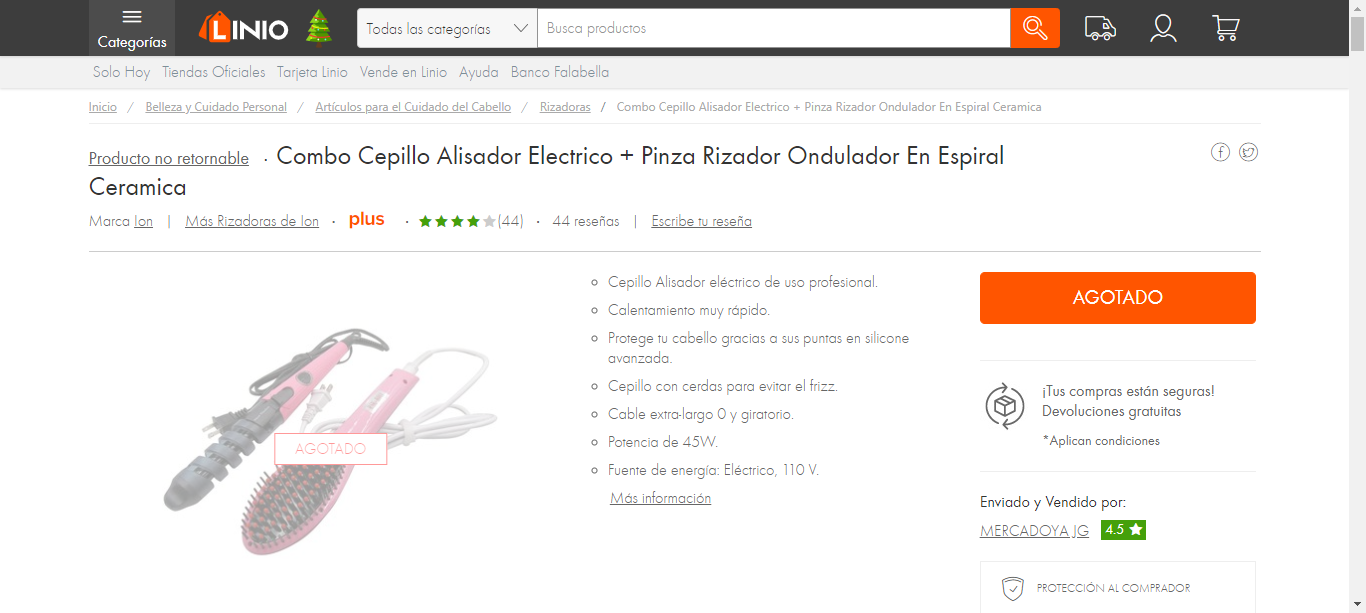 Categorías
LINIO
Todas las categorías
Busca productos
Solo Hoy Tiendas Oficiales Tarjeta Linio Vende en Linio Ayuda Banco Falabella
Inicio / Belleza y Cuidado Personal / Artículos para el Cuidado del Cabello / Rizadoras / Combo Cepillo Alisador Electrico + Pinza Rizador Ondulador En Espiral Ceramica
Producto no retornable · Combo Cepillo Alisador Electrico + Pinza Rizador Ondulador En Espiral
Ceramica
Marca Ion | Más Rizadoras de Ion · plus · (44) · 44 reseñas | Escribe tu reseña
AGOTADO
Cepillo Alisador eléctrico de uso profesional.
Calentamiento muy rápido.
Protege tu cabello gracias a sus puntas en silicone
avanzada.
Cepillo con cerdas para evitar el frizz.
Cable extra-largo 0 y giratorio.
Potencia de 45W.
Fuente de energía: Eléctrico, 110 V.
Más información
AGOTADO
¡Tus compras están seguras!
Devoluciones gratuitas
*Aplican condiciones
Enviado y Vendido por:
MERCADOYA JG 4.5
PROTECCIÓN AL COMPRADOR